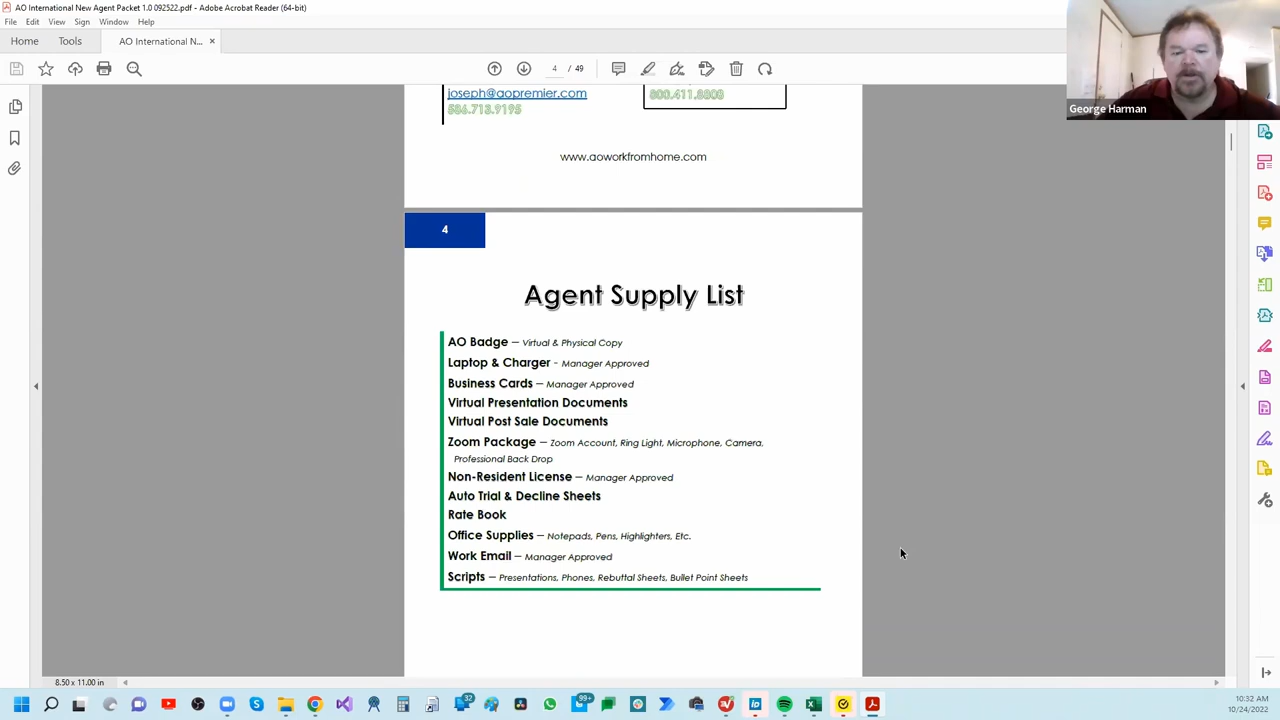 AO International New Agent Packet 1.0 092522.pdf - Adobe Acrobat Reader (64-bit)
File Edit View Sign Window Help
Home Tools AO International N... ×
4 / 49
George Harman
joseph@aopremier.com
586.713.9195
800.411.8808
www.aoworkfromhome.com
4
Agent Supply List
AO Badge – Virtual & Physical Copy
Laptop & Charger - Manager Approved
Business Cards – Manager Approved
Virtual Presentation Documents
Virtual Post Sale Documents
Zoom Package – Zoom Account, Ring Light, Microphone, Camera,
Professional Back Drop
Non-Resident License – Manager Approved
Auto Trial & Decline Sheets
Rate Book
Office Supplies – Notepads, Pens, Highlighters, Etc.
Work Email – Manager Approved
Scripts – Presentations, Phones, Rebuttal Sheets, Bullet Point Sheets
8.50 x 11.00 in
32
99+
10:32 AM
10/24/2022